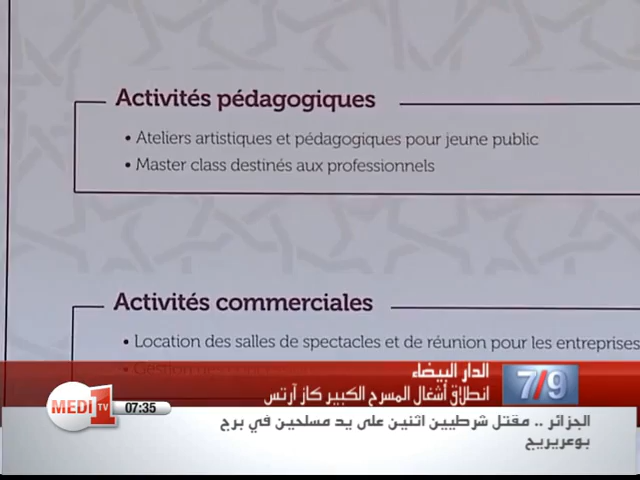 Activités pédagogiques
• Ateliers artistiques et pédagogiques pour jeune public
• Master class destinés aux professionnels
Activités commerciales
• Location des salles de spectacles et de réunion pour les entreprises
الدار البيضاء
انطلاق أشغال المسرح الكبير كاز آرتس
7/9
MEDI 1 TV
07:35
الجزائر .. مقتل شرطيين اثنين على يد مسلحين في برج
بوعريريج